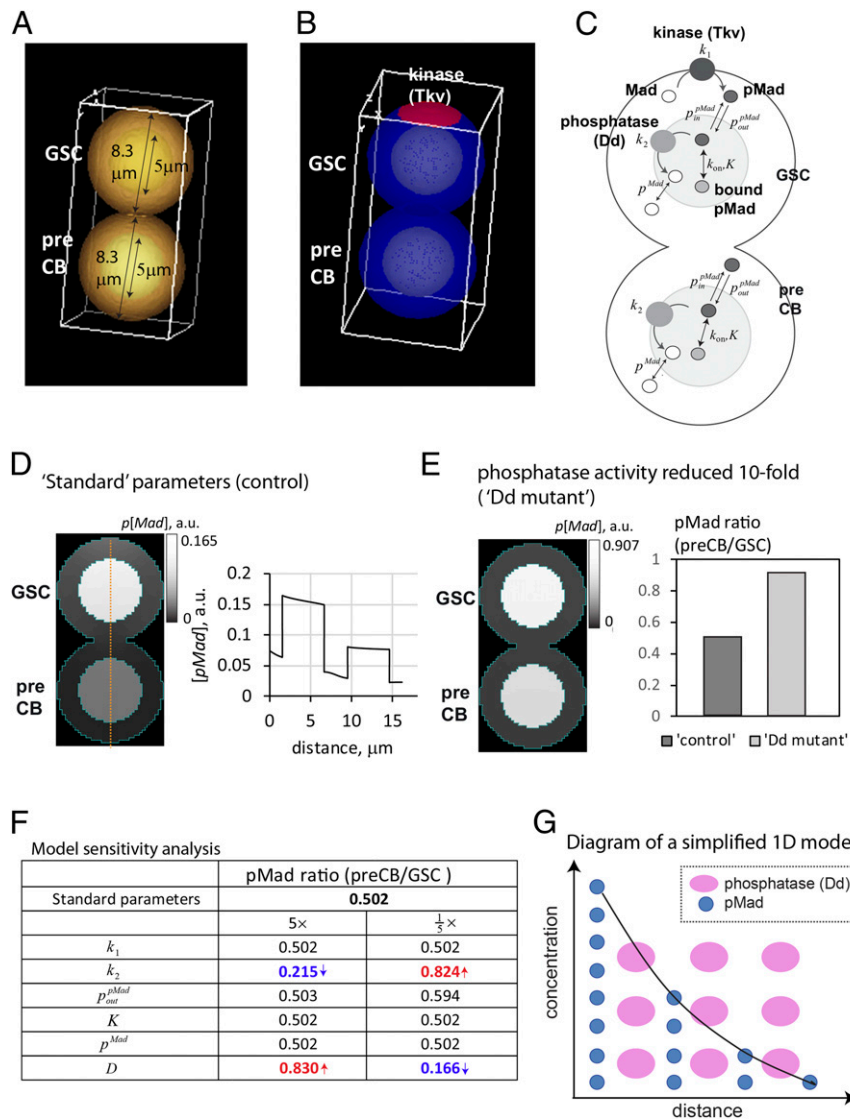 A
GSC
8.3
μm
5μm
pre
CB
8.3
μm
5μm
B
kinase
(Tkv)
GSC
pre
CB
C
kinase (Tkv)
k1
Mad
pMad
p in pMad
p out pMad
phosphatase
(Dd)
k2
kon,K
GSC
bound
pMad
p Mad
p in pMad
p out pMad
pre
CB
k2
kon,K
p Mad
D
'Standard' parameters (control)
p[Mad], a.u.
0.165
0
GSC
pre
CB
[pMad], a.u.
0.2
0.15
0.1
0.05
0
0 5 10 15
distance, μm
E
phosphatase activity reduced 10-fold
( 'Dd mutant')
p[Mad], a.u.
0.907
0
GSC
pre
CB
pMad ratio
(preCB/GSC)
1
0.8
0.6
0.4
0.2
0
'control' 'Dd mutant'
F
Model sensitivity analysis
pMad ratio (preCB/GSC )
Standard parameters 0.502
5× 1/5 ×
k1 0.502 0.502
k2 0.215↓ 0.824↑
p out pMad 0.503 0.594
K 0.502 0.502
p Mad 0.502 0.502
D 0.830↑ 0.166↓
G
Diagram of a simplified 1D mode
phosphatase (Dd)
pMad
concentration
distance